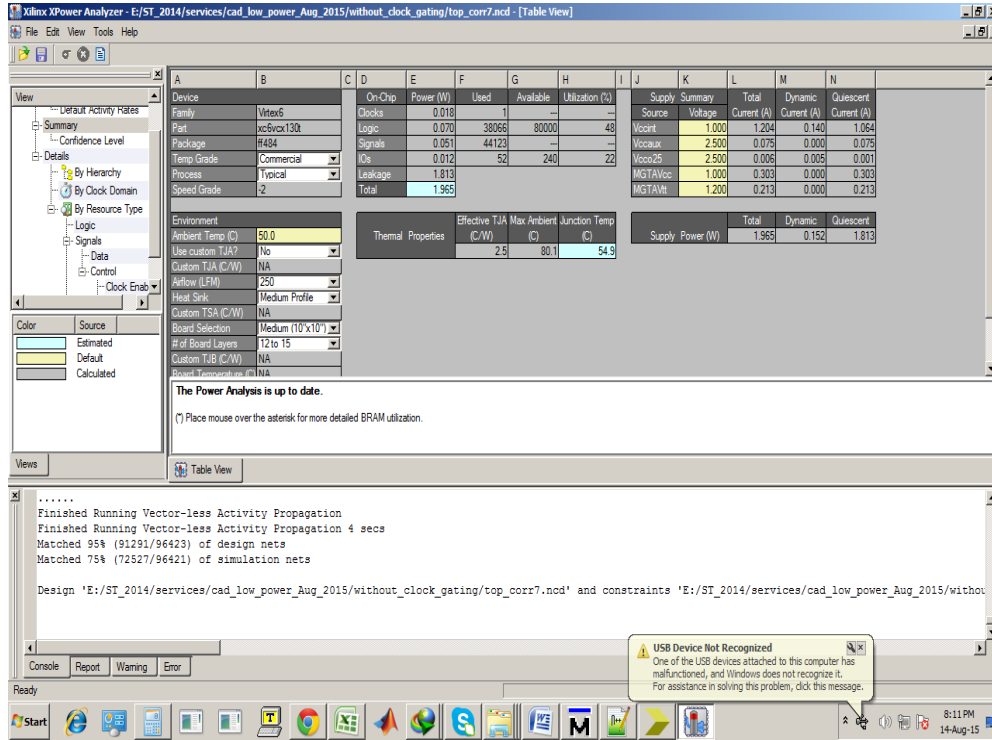 Xilinx XPower Analyzer - E:/ST_2014/services/cad_low_power_Aug_2015/without_clock_gating/top_corr7.ncd - [Table View]
File Edit View Tools Help
View
Default Activity Rates
Summary
Confidence Level
Details
By Hierarchy
By Clock Domain
By Resource Type
Logic
Signals
Data
Control
Clock Enab
Color Source
Estimated
Default
Calculated
Views
A B C D E F G H I J K L M N
Device On-Chip Power (W) Used Available Utilization (%) Supply Summary Total Dynamic Quiescent
Family Virtex6 Clocks 0.018 1 --- --- Source Voltage Current (A) Current (A) Current (A)
Part xc6vcx130t Logic 0.070 38066 80000 48 Vccint 1.000 1.204 0.140 1.064
Package ff484 Signals 0.051 44123 --- --- Vccaux 2.500 0.075 0.000 0.075
Temp Grade Commercial IOs 0.012 52 240 22 Vcco25 2.500 0.006 0.005 0.001
Process Typical Leakage 1.813 MGTAVcc 1.000 0.303 0.000 0.303
Speed Grade -2 Total 1.965 MGTAVtt 1.200 0.213 0.000 0.213
Environment Effective TJA Max Ambient Junction Temp Total Dynamic Quiescent
Ambient Temp (C) 50.0 Thermal Properties (C/W) (C) (C) Supply Power (W) 1.965 0.152 1.813
Use custom TJA? No 2.5 80.1 54.9
Custom TJA (C/W) NA
Airflow (LFM) 250
Heat Sink Medium Profile
Custom TSA (C/W) NA
Board Selection Medium (10"x10")
# of Board Layers 12 to 15
Custom TJB (C/W) NA
Board Temperature (C) NA
The Power Analysis is up to date.
(*) Place mouse over the asterisk for more detailed BRAM utilization.
Table View
......
Finished Running Vector-less Activity Propagation
Finished Running Vector-less Activity Propagation 4 secs
Matched 95% (91291/96423) of design nets
Matched 75% (72527/96421) of simulation nets
Design 'E:/ST_2014/services/cad_low_power_Aug_2015/without_clock_gating/top_corr7.ncd' and constraints 'E:/ST_2014/services/cad_low_power_Aug_2015/withou
Console Report Warning Error
Ready
USB Device Not Recognized
One of the USB devices attached to this computer has
malfunctioned, and Windows does not recognize it.
For assistance in solving this problem, click this message.
Start
8:11 PM
14-Aug-15